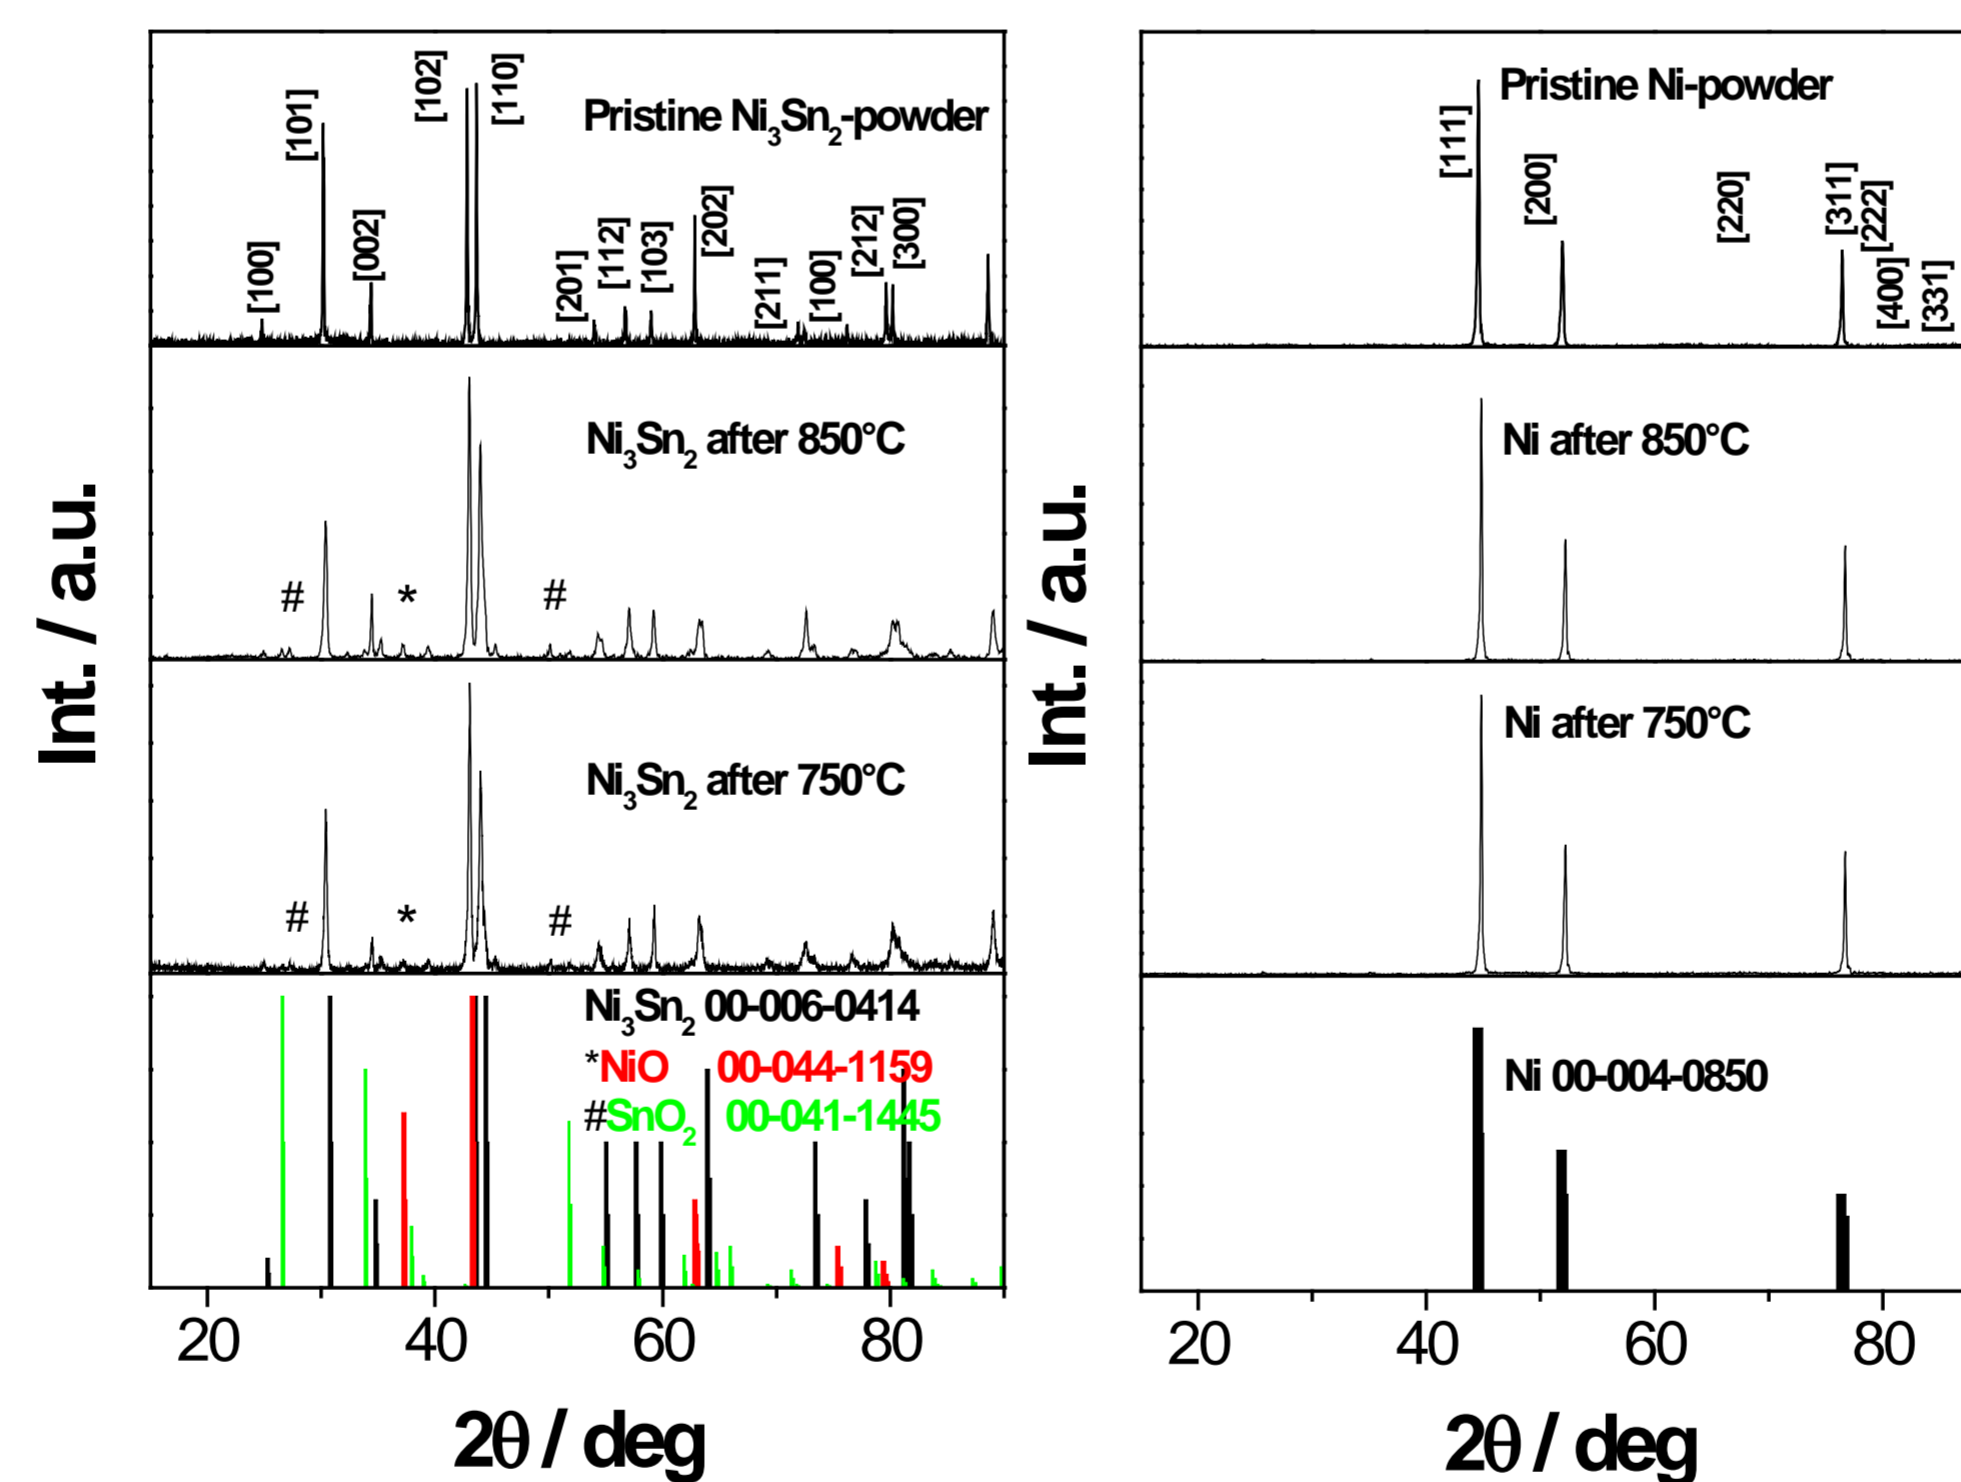 Pristine Ni3Sn2-powder
[100]
[101]
[002]
[102]
[110]
[201]
[112]
[103]
[202]
[211]
[100]
[212]
[300]
Ni3Sn2 after 850°C
# * #
Ni3Sn2 after 750°C
# * #
Ni3Sn2 00-006-0414
*NiO 00-044-1159
#SnO2 00-041-1445
Int. / a.u.
20 40 60 80
2θ / deg
Pristine Ni-powder
[111]
[200]
[220]
[311]
[222]
[400]
[331]
Ni after 850°C
Ni after 750°C
Ni 00-004-0850
Int. / a.u.
20 40 60 80
2θ / deg